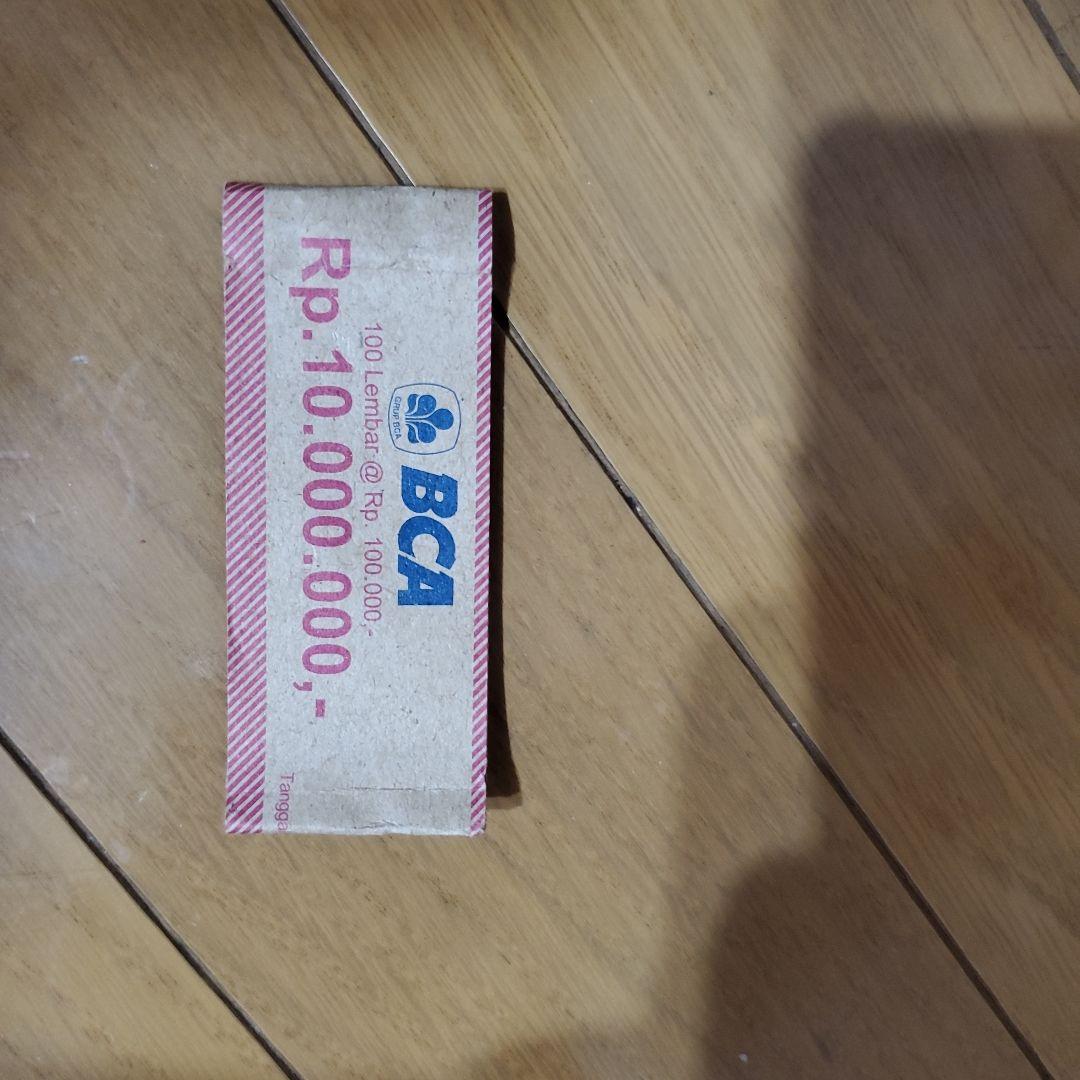 GRUP BCA
BCA
100 Lembar @ Rp. 100.000,-
Rp.10.000.000,-
Tangga